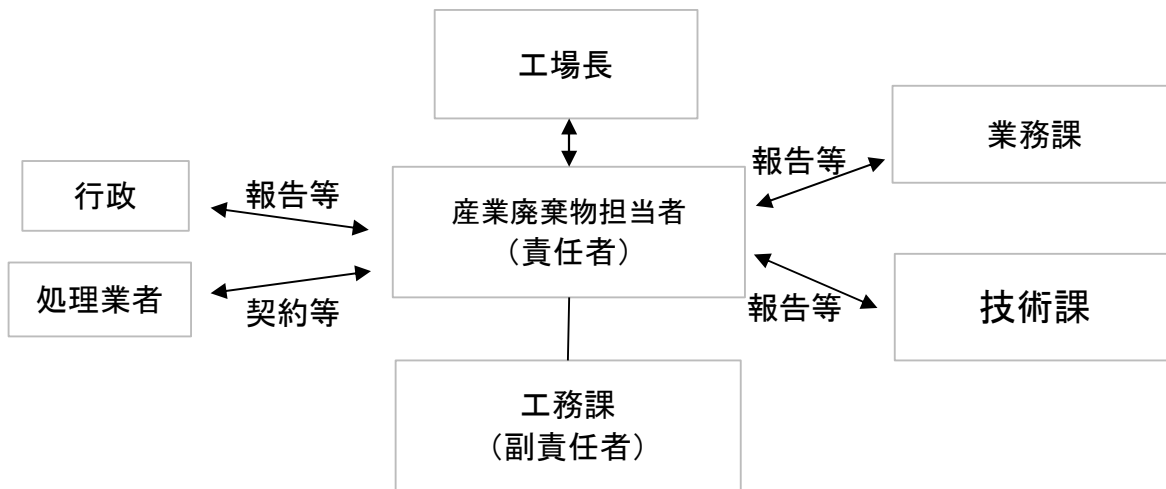 工場長
業務課
報告等
行政
報告等
産業廃棄物担当者
（責任者）
処理業者
契約等
報告等
技術課
工務課
（副責任者）